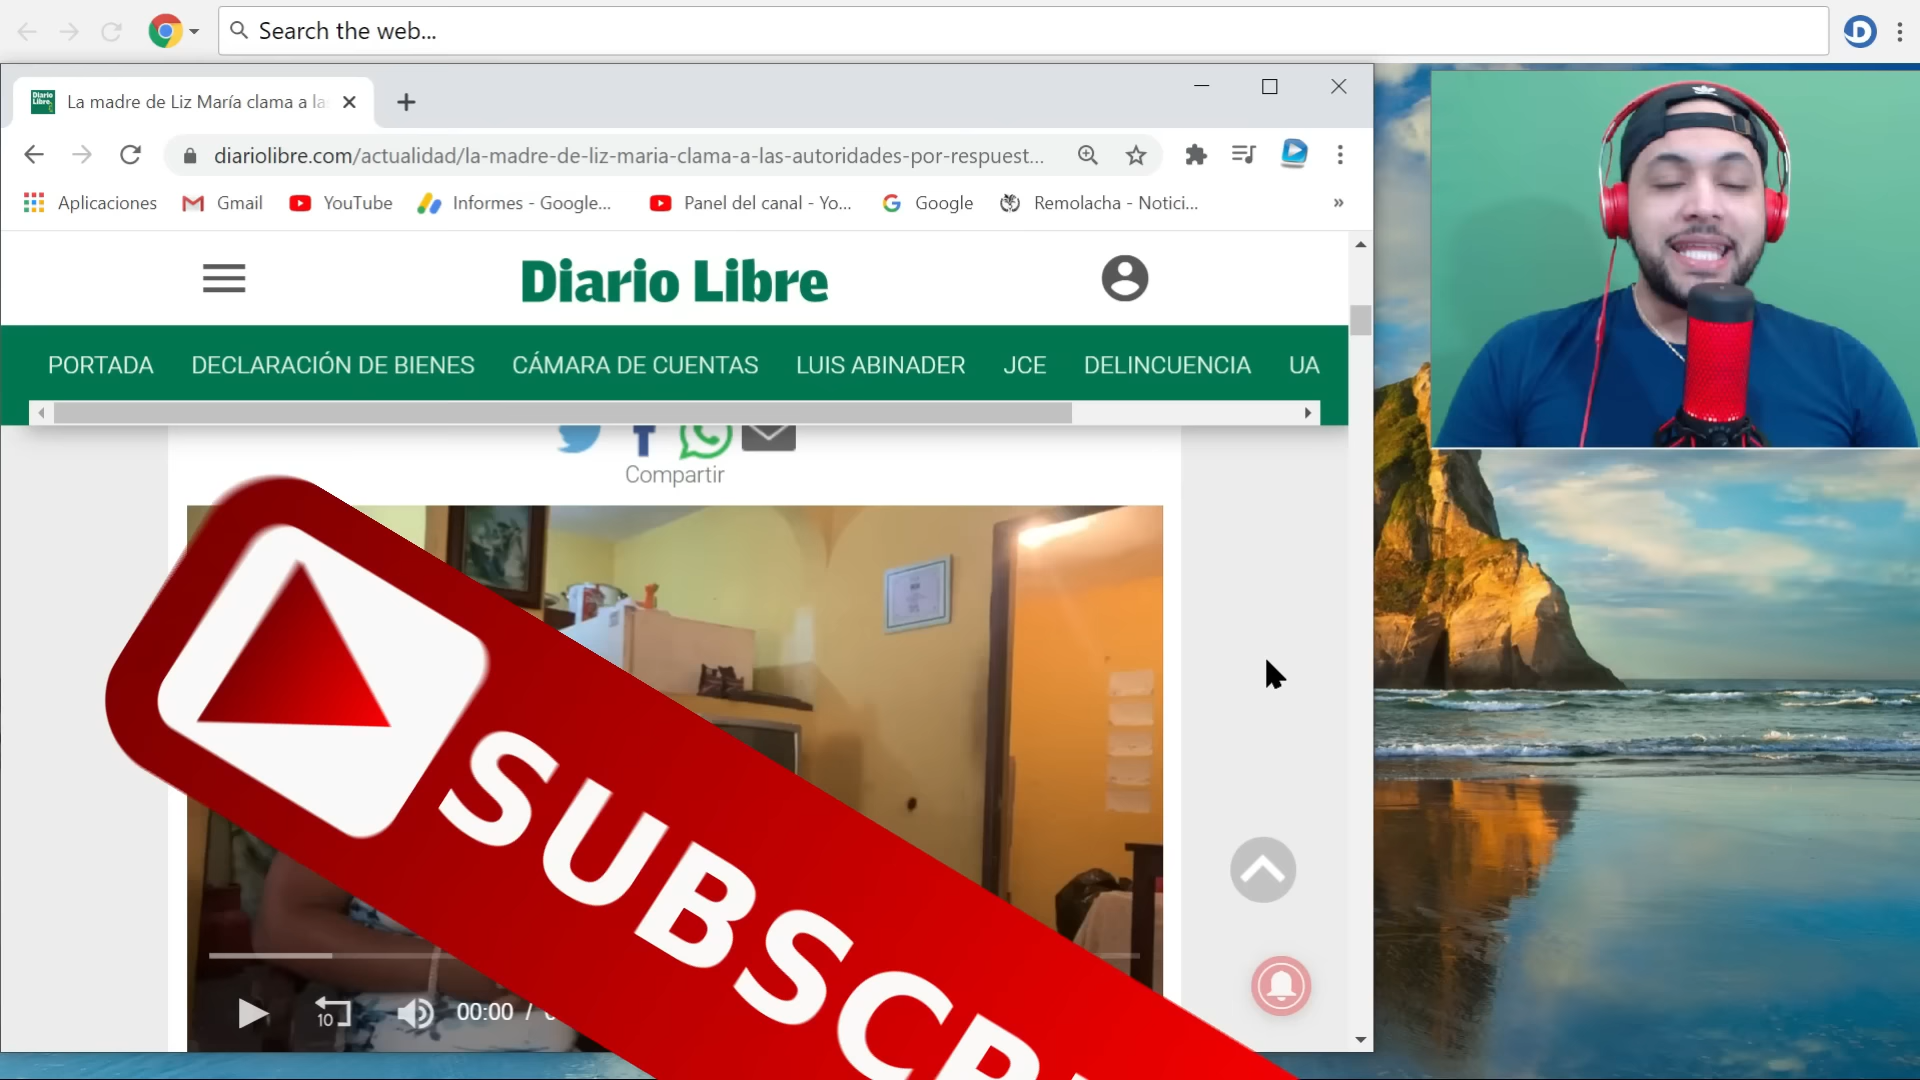 Search the web...
La madre de Liz María clama a la
diariolibre.com/actualidad/la-madre-de-liz-maria-clama-a-las-autoridades-por-respuest...
Aplicaciones Gmail YouTube Informes - Google... Panel del canal - Yo... Google Remolacha - Notici... »
Diario Libre
PORTADA DECLARACIÓN DE BIENES CÁMARA DE CUENTAS LUIS ABINADER JCE DELINCUENCIA UA
Compartir
SUBSCR
10 00:00 /